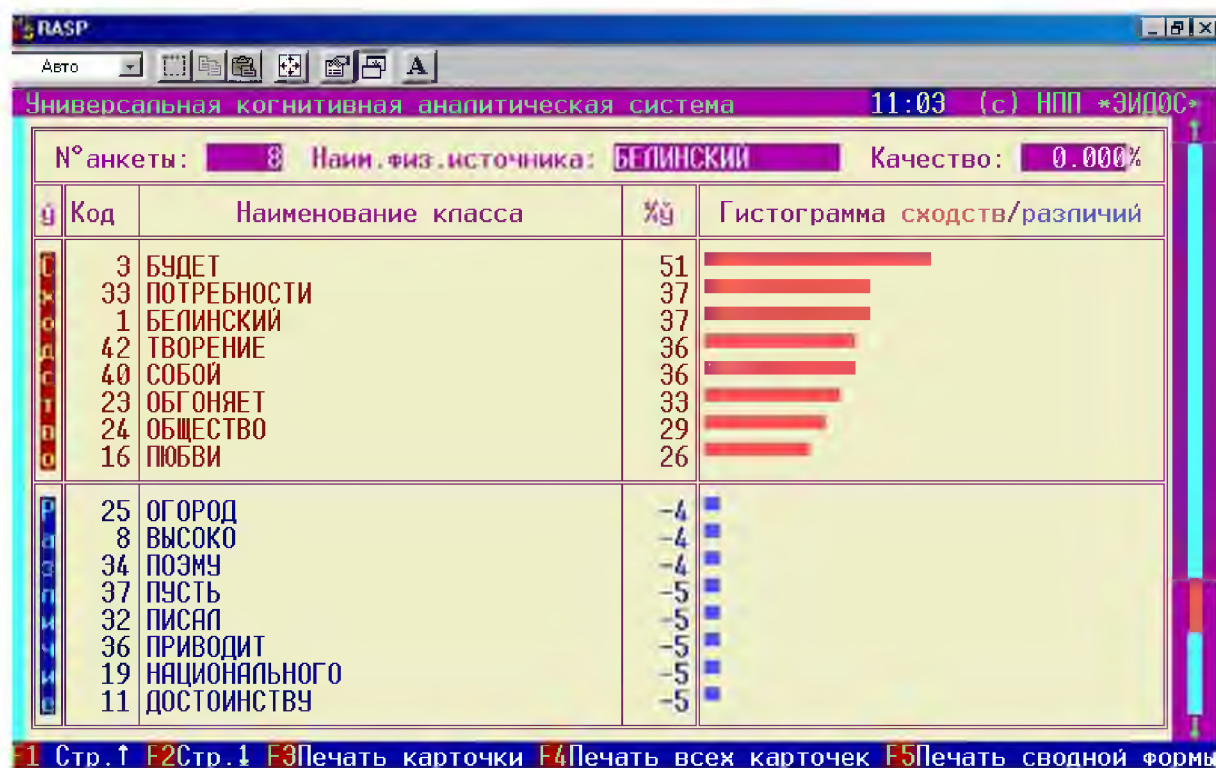 RASP
Авто
A
Универсальная когнитивная аналитическая система 11:03 (с) НПП *ЭЙДОС*
N°анкеты: 8 Наим.физ.источника: БЕЛИНСКИЙ Качество: 0.000%
ÿ Код Наименование класса %ÿ Гистограмма сходств/различий
Сходство
3 БУДЕТ 51
33 ПОТРЕБНОСТИ 37
1 БЕЛИНСКИЙ 37
42 ТВОРЕНИЕ 36
40 СОБОЙ 36
23 ОБГОНЯЕТ 33
24 ОБЩЕСТВО 29
16 ЛЮБВИ 26
Различие
25 ОГОРОД -4
8 ВЫСОКО -4
34 ПОЭМУ -4
37 ПУСТЬ -5
32 ПИСАЛ -5
36 ПРИВОДИТ -5
19 НАЦИОНАЛЬНОГО -5
11 ДОСТОИНСТВУ -5
F1 Стр.↑ F2Стр.↓ F3Печать карточки F4Печать всех карточек F5Печать сводной формы